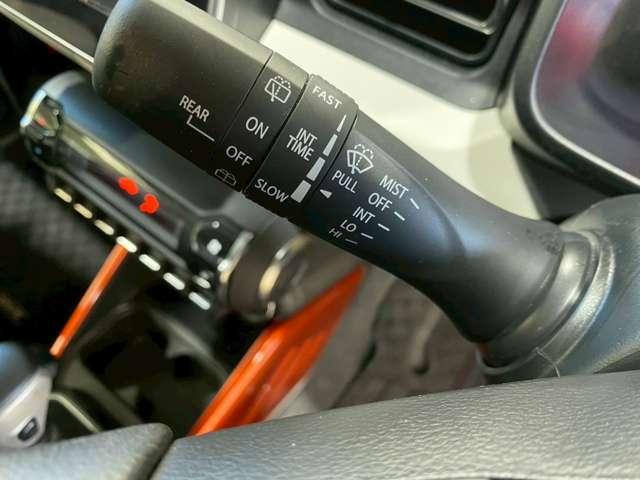 REAR
ON
OFF
FAST
INT
TIME
SLOW
PULL
MIST
OFF
INT
LO
HI